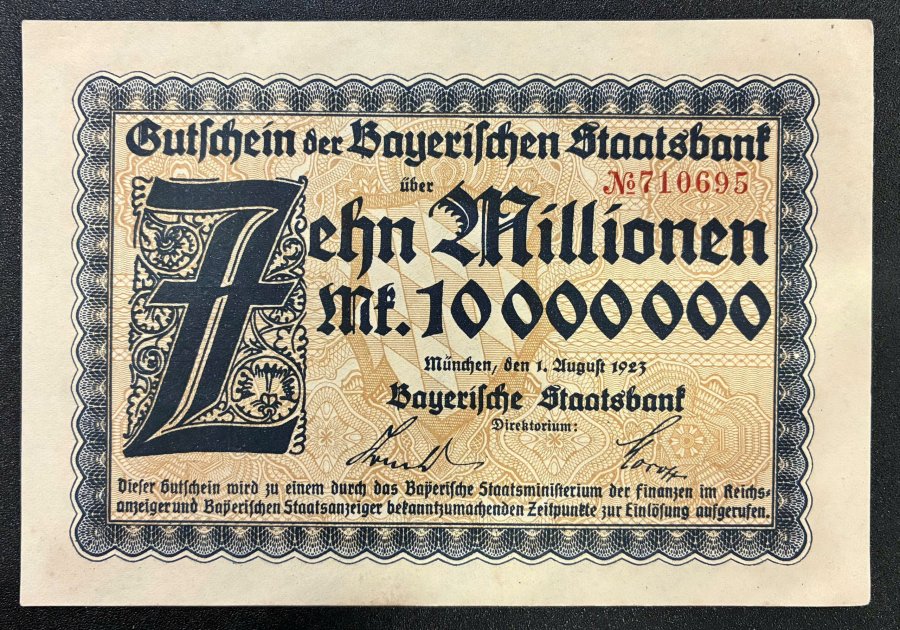 Gutschein der Bayerischen Staatsbank
über
№ 710695
Zehn Millionen
Mk. 10 000 000
München, den 1. August 1923
Bayerische Staatsbank
Direktorium:
Dieser Gutschein wird zu einem durch das Bayerische Staatsministerium der Finanzen im Reichs-
anzeiger und Bayerischen Staatsanzeiger bekanntzumachenden Zeitpunkte zur Einlösung aufgerufen.